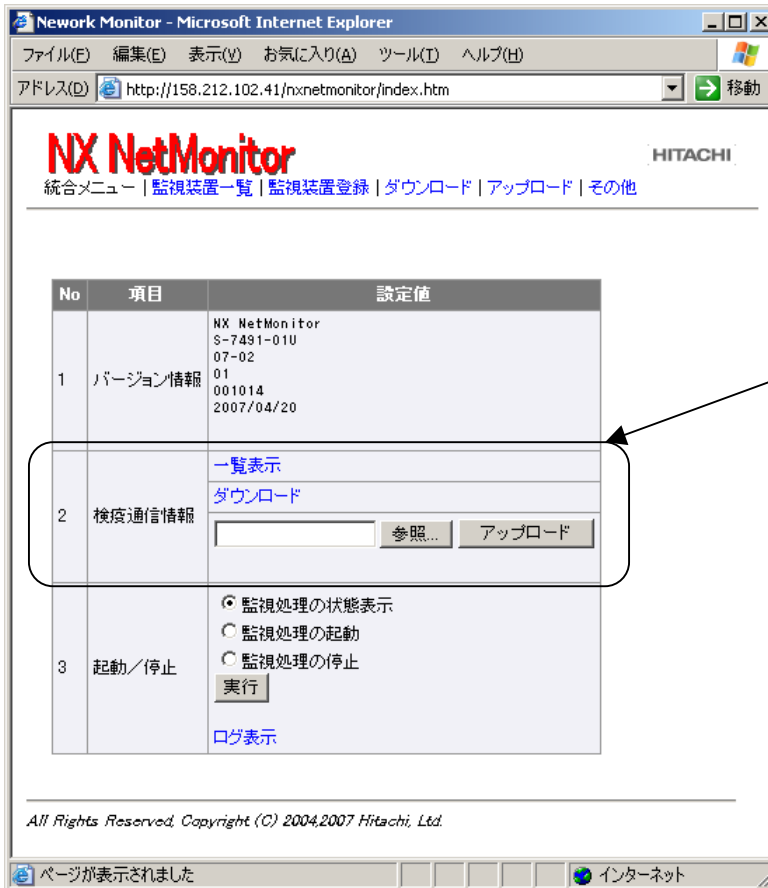 Nework Monitor - Microsoft Internet Explorer
ファイル(F) 編集(E) 表示(V) お気に入り(A) ツール(T) ヘルプ(H)
アドレス(D) http://158.212.102.41/nxnetmonitor/index.htm 移動
NX NetMonitor
HITACHI
統合メニュー | 監視装置一覧 | 監視装置登録 | ダウンロード | アップロード | その他
No 項目 設定値
1 バージョン情報
NX NetMonitor
S-7491-01U
07-02
01
001014
2007/04/20
2 検疫通信情報
一覧表示
ダウンロード
参照... アップロード
3 起動／停止
監視処理の状態表示
監視処理の起動
監視処理の停止
実行
ログ表示
All Rights Reserved, Copyright (C) 2004,2007 Hitachi, Ltd.
ページが表示されました インターネット